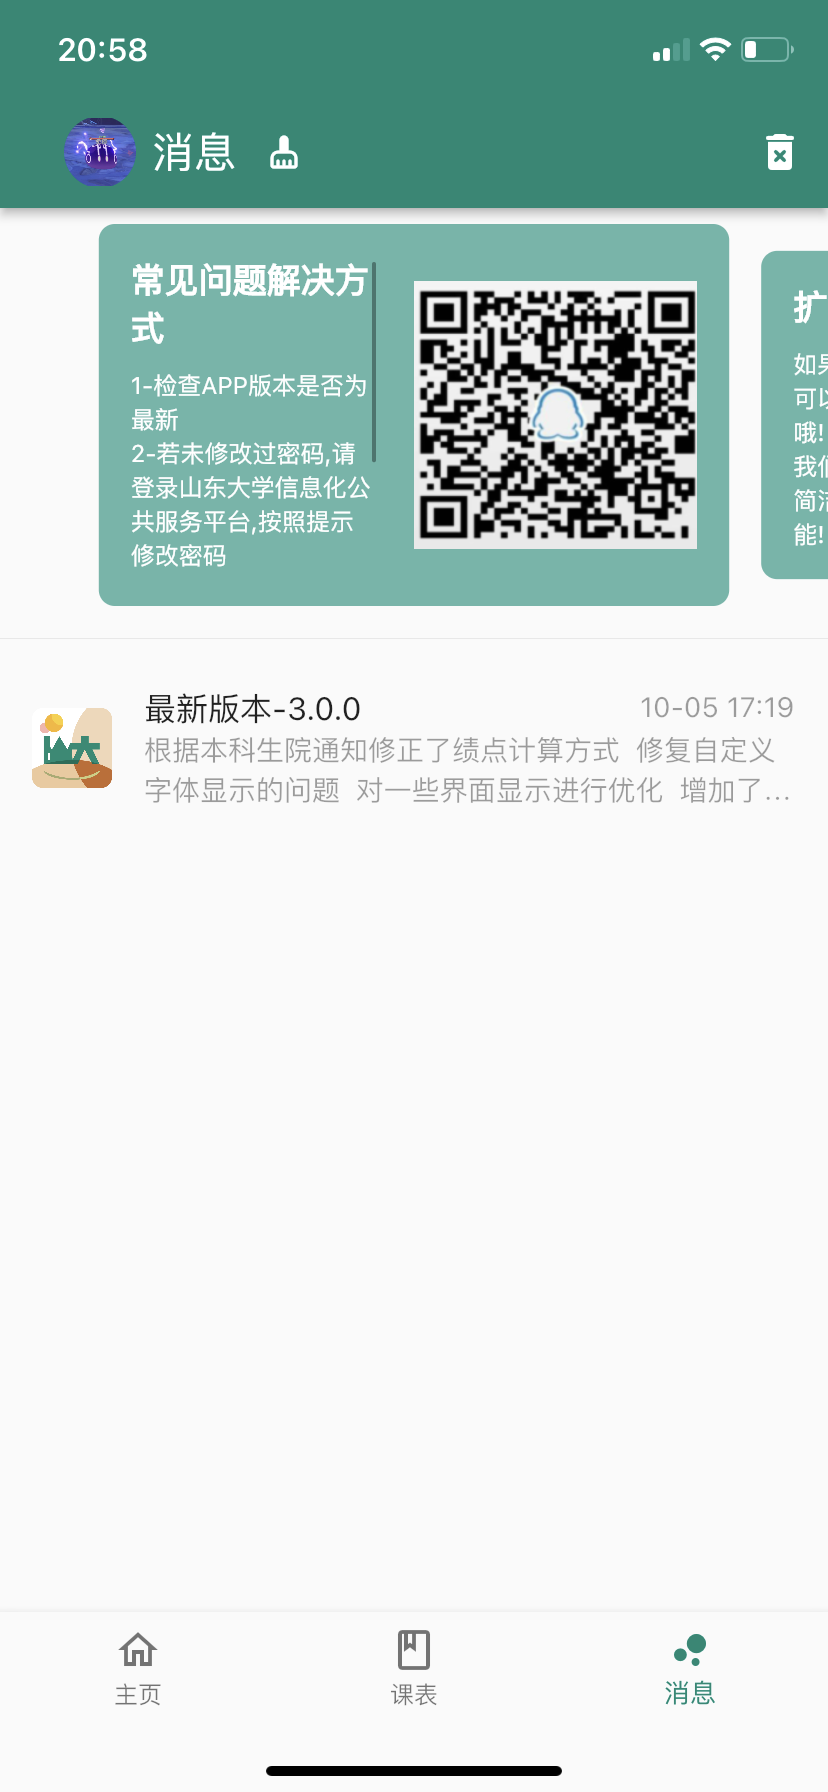 20:58
消息
常见问题解决方
式
1-检查APP版本是否为
最新
2-若未修改过密码,请
登录山东大学信息化公
共服务平台,按照提示
修改密码
扩
如果
可以
哦!
我们
简洁
能!
山大
最新版本-3.0.0
10-05 17:19
根据本科生院通知修正了绩点计算方式 修复自定义
字体显示的问题 对一些界面显示进行优化 增加了...
主页
课表
消息